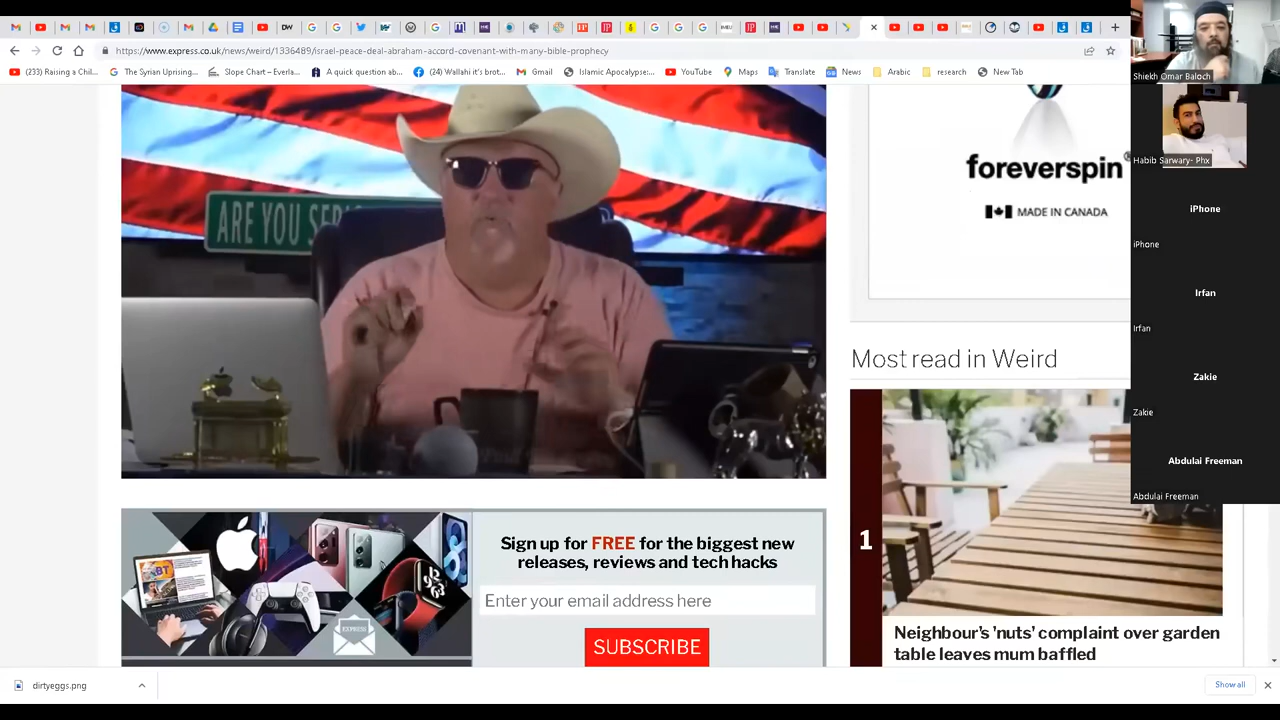 https://www.express.co.uk/news/weird/1336489/israel-peace-deal-abraham-accord-covenant-with-many-bible-prophecy
(233) Raising a Chil...
The Syrian Uprising...
Slope Chart – Everla...
A quick question ab...
(24) Wallahi it's brot...
Gmail
Islamic Apocalypse:...
YouTube
Maps
Translate
News
Arabic
research
New Tab
Shiekh Omar Baloch
Habib Sarwary- Phx
iPhone
iPhone
Irfan
Irfan
Zakie
Zakie
Abdulai Freeman
Abdulai Freeman
ARE YOU SERI
foreverspin
MADE IN CANADA
Most read in Weird
1
Neighbour's 'nuts' complaint over garden
table leaves mum baffled
Sign up for FREE for the biggest new
releases, reviews and tech hacks
Enter your email address here
SUBSCRIBE
EXPRESS
dirtyeggs.png
Show all